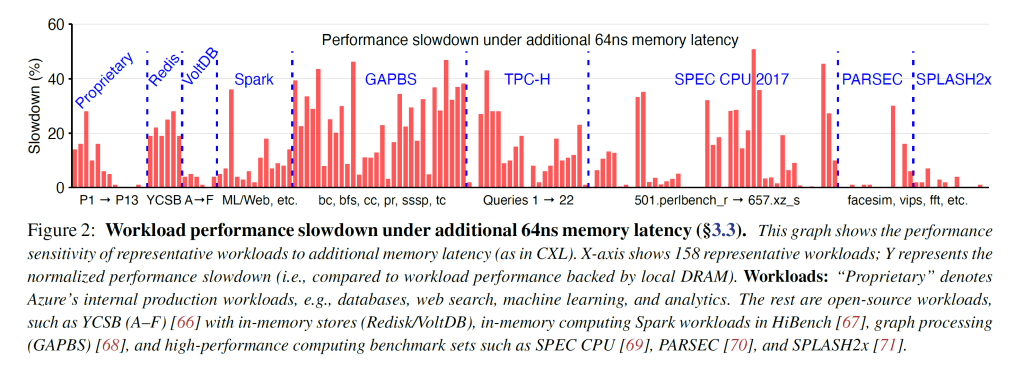 Performance slowdown under additional 64ns memory latency
Slowdown (%)
60
40
20
0
Proprietary
Redis
VoltDB
Spark
GAPBS
TPC-H
SPEC CPU 2017
PARSEC
SPLASH2x
P1 → P13
YCSB A→F
ML/Web, etc.
bc, bfs, cc, pr, sssp, tc
Queries 1 → 22
501.perlbench_r → 657.xz_s
facesim, vips, fft, etc.
Figure 2: Workload performance slowdown under additional 64ns memory latency (§3.3). This graph shows the performance
sensitivity of representative workloads to additional memory latency (as in CXL). X-axis shows 158 representative workloads; Y represents the
normalized performance slowdown (i.e., compared to workload performance backed by local DRAM). Workloads: “Proprietary” denotes
Azure’s internal production workloads, e.g., databases, web search, machine learning, and analytics. The rest are open-source workloads,
such as YCSB (A–F) [66] with in-memory stores (Redisk/VoltDB), in-memory computing Spark workloads in HiBench [67], graph processing
(GAPBS) [68], and high-performance computing benchmark sets such as SPEC CPU [69], PARSEC [70], and SPLASH2x [71].